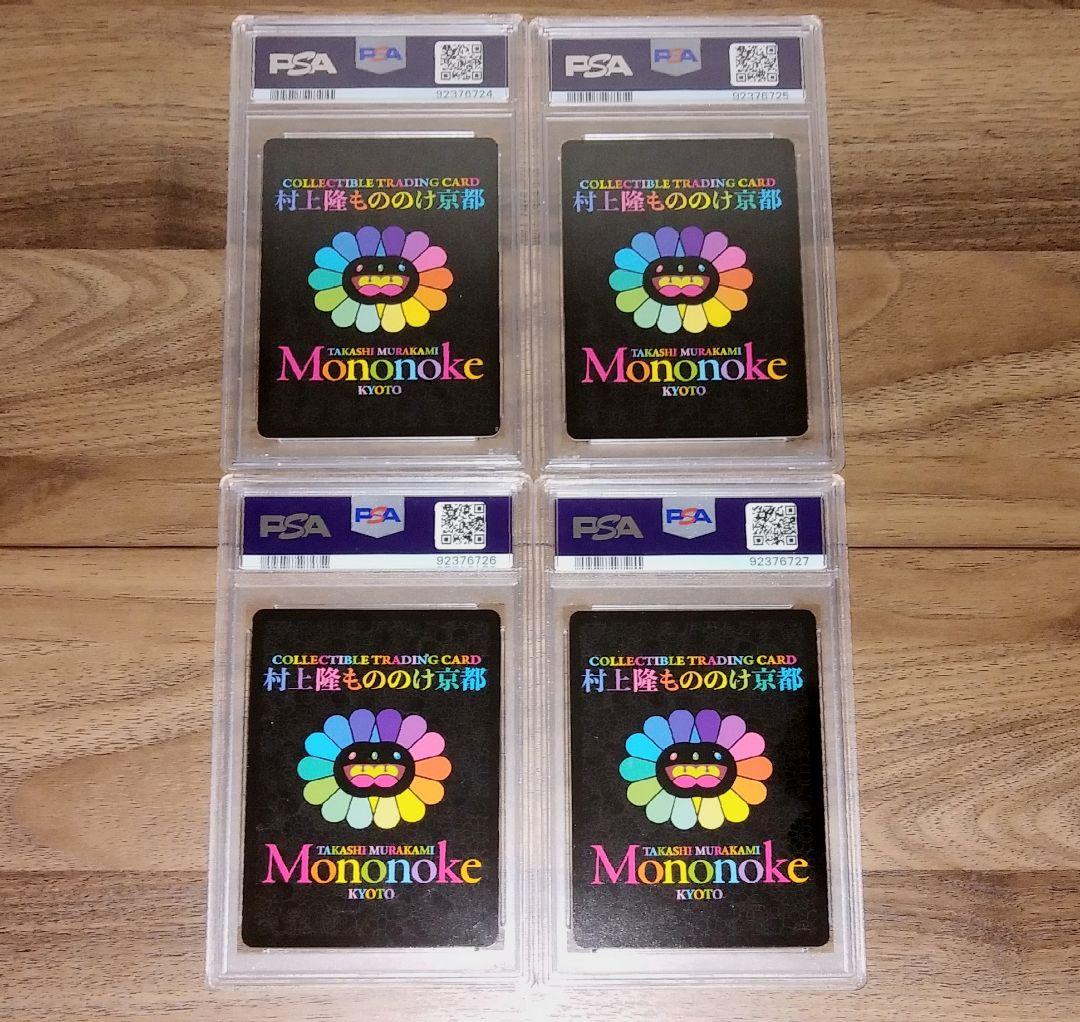 PSA
PSA
92376724
COLLECTIBLE TRADING CARD
村上隆もののけ京都
TAKASHI MURAKAMI
Mononoke
KYOTO
PSA
PSA
92376725
COLLECTIBLE TRADING CARD
村上隆もののけ京都
TAKASHI MURAKAMI
Mononoke
KYOTO
PSA
PSA
92376726
COLLECTIBLE TRADING CARD
村上隆もののけ京都
TAKASHI MURAKAMI
Mononoke
KYOTO
PSA
PSA
92376727
COLLECTIBLE TRADING CARD
村上隆もののけ京都
TAKASHI MURAKAMI
Mononoke
KYOTO